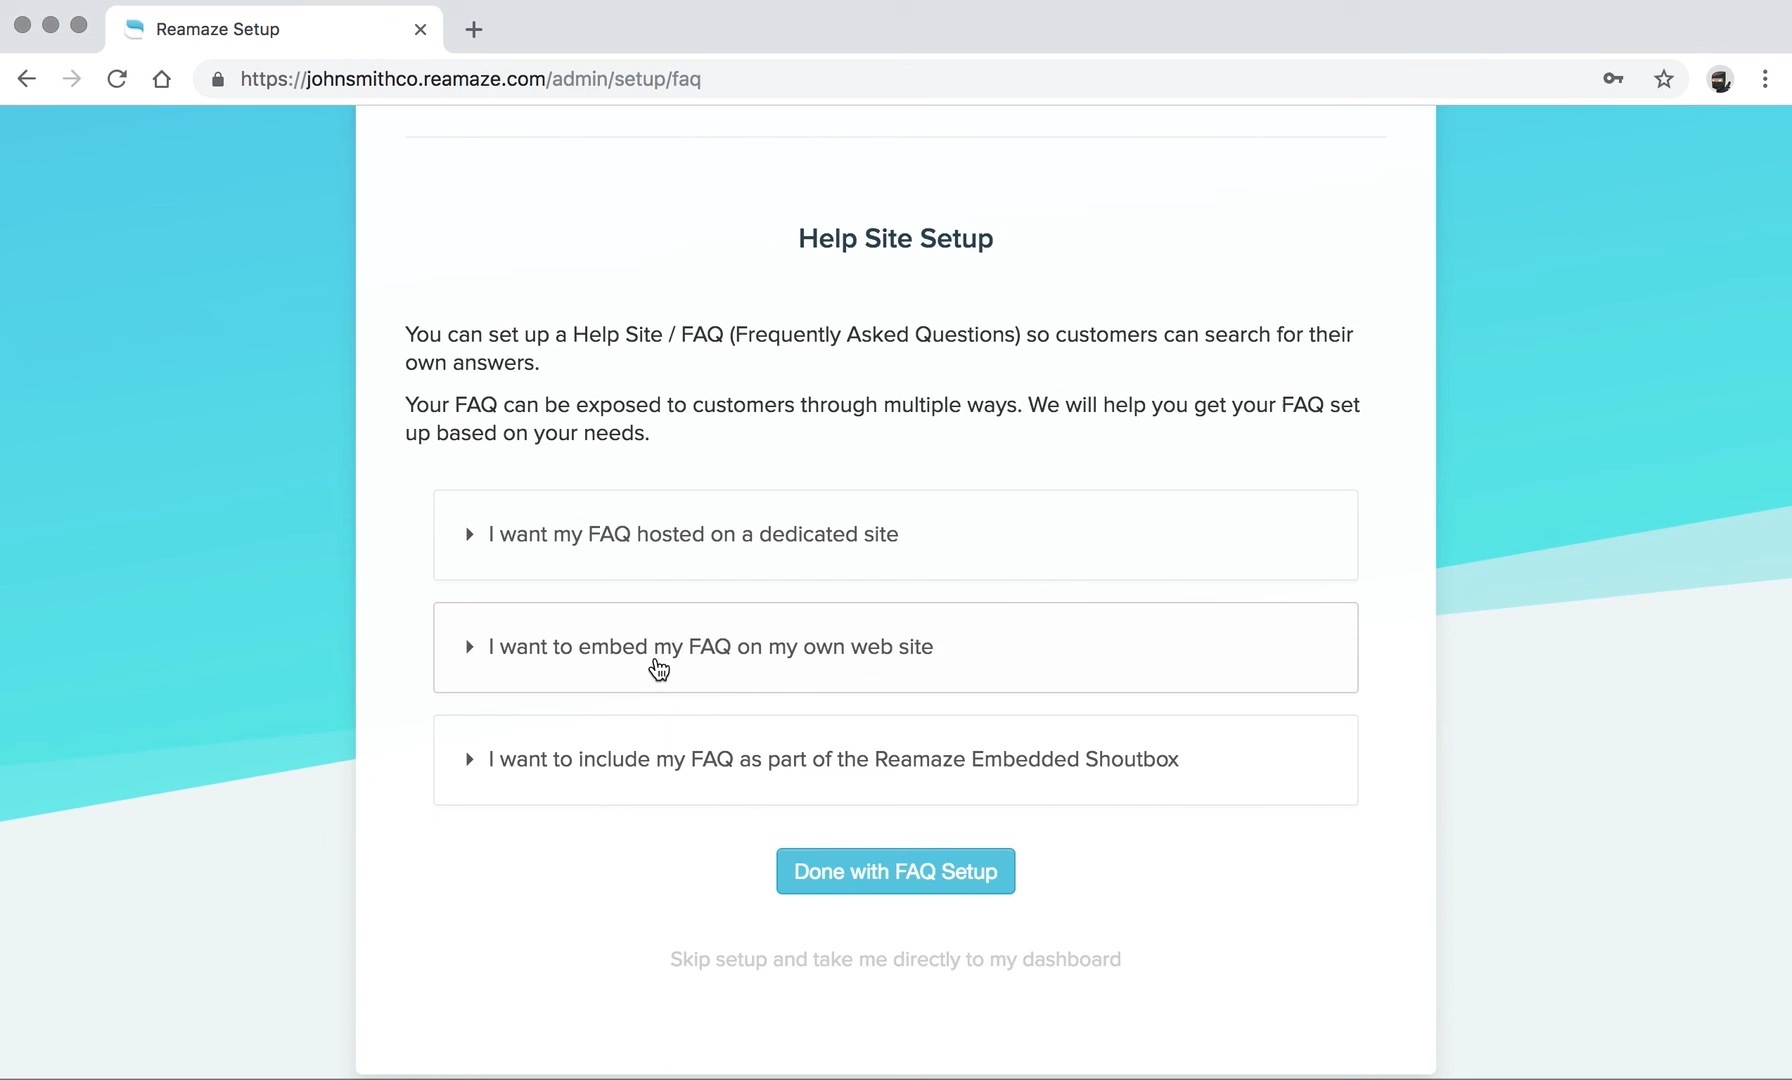 Reamaze Setup
https://johnsmithco.reamaze.com/admin/setup/faq
Help Site Setup
You can set up a Help Site / FAQ (Frequently Asked Questions) so customers can search for their
own answers.
Your FAQ can be exposed to customers through multiple ways. We will help you get your FAQ set
up based on your needs.
I want my FAQ hosted on a dedicated site
I want to embed my FAQ on my own web site
I want to include my FAQ as part of the Reamaze Embedded Shoutbox
Done with FAQ Setup
Skip setup and take me directly to my dashboard